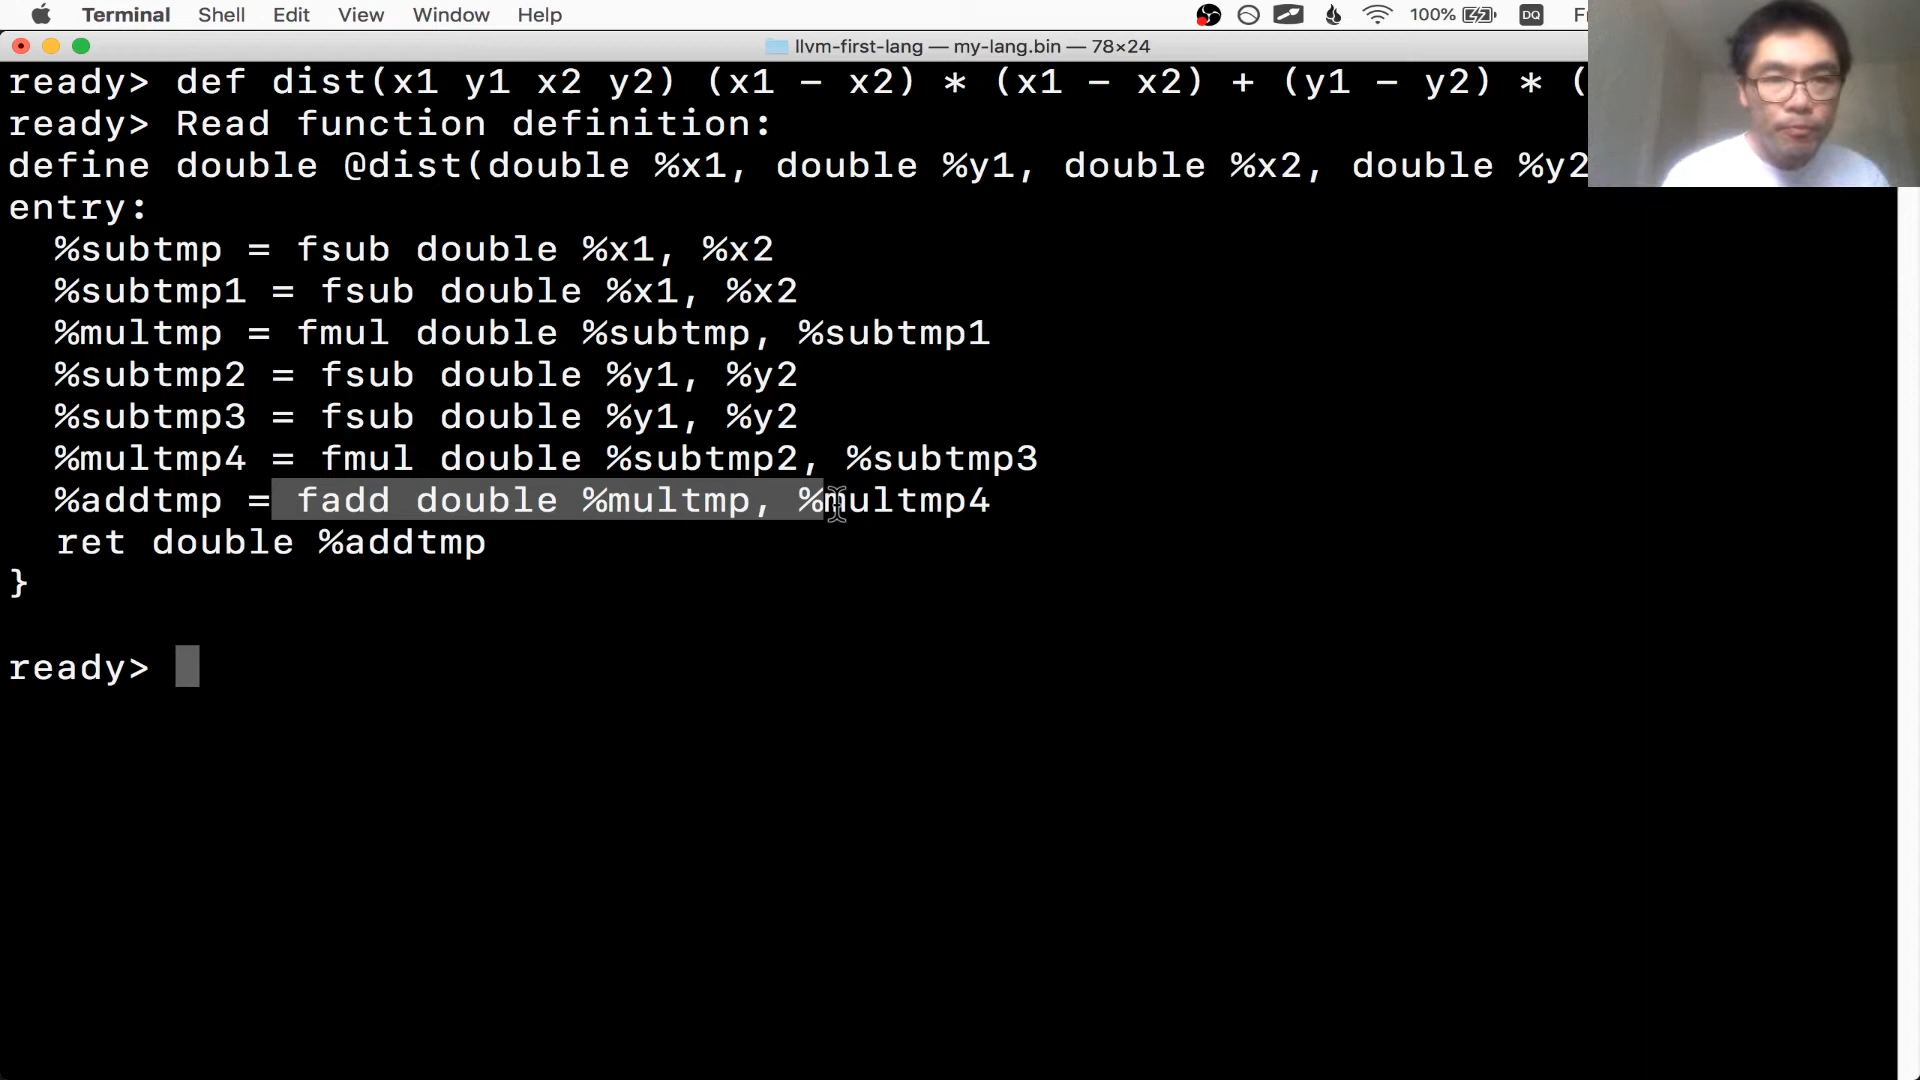 Terminal Shell Edit View Window Help 100% DQ
llvm-first-lang — my-lang.bin — 78×24
ready> def dist(x1 y1 x2 y2) (x1 - x2) * (x1 - x2) + (y1 - y2) * (
ready> Read function definition:
define double @dist(double %x1, double %y1, double %x2, double %y2
entry:
  %subtmp = fsub double %x1, %x2
  %subtmp1 = fsub double %x1, %x2
  %multmp = fmul double %subtmp, %subtmp1
  %subtmp2 = fsub double %y1, %y2
  %subtmp3 = fsub double %y1, %y2
  %multmp4 = fmul double %subtmp2, %subtmp3
  %addtmp = fadd double %multmp, %multmp4
  ret double %addtmp
}
ready>